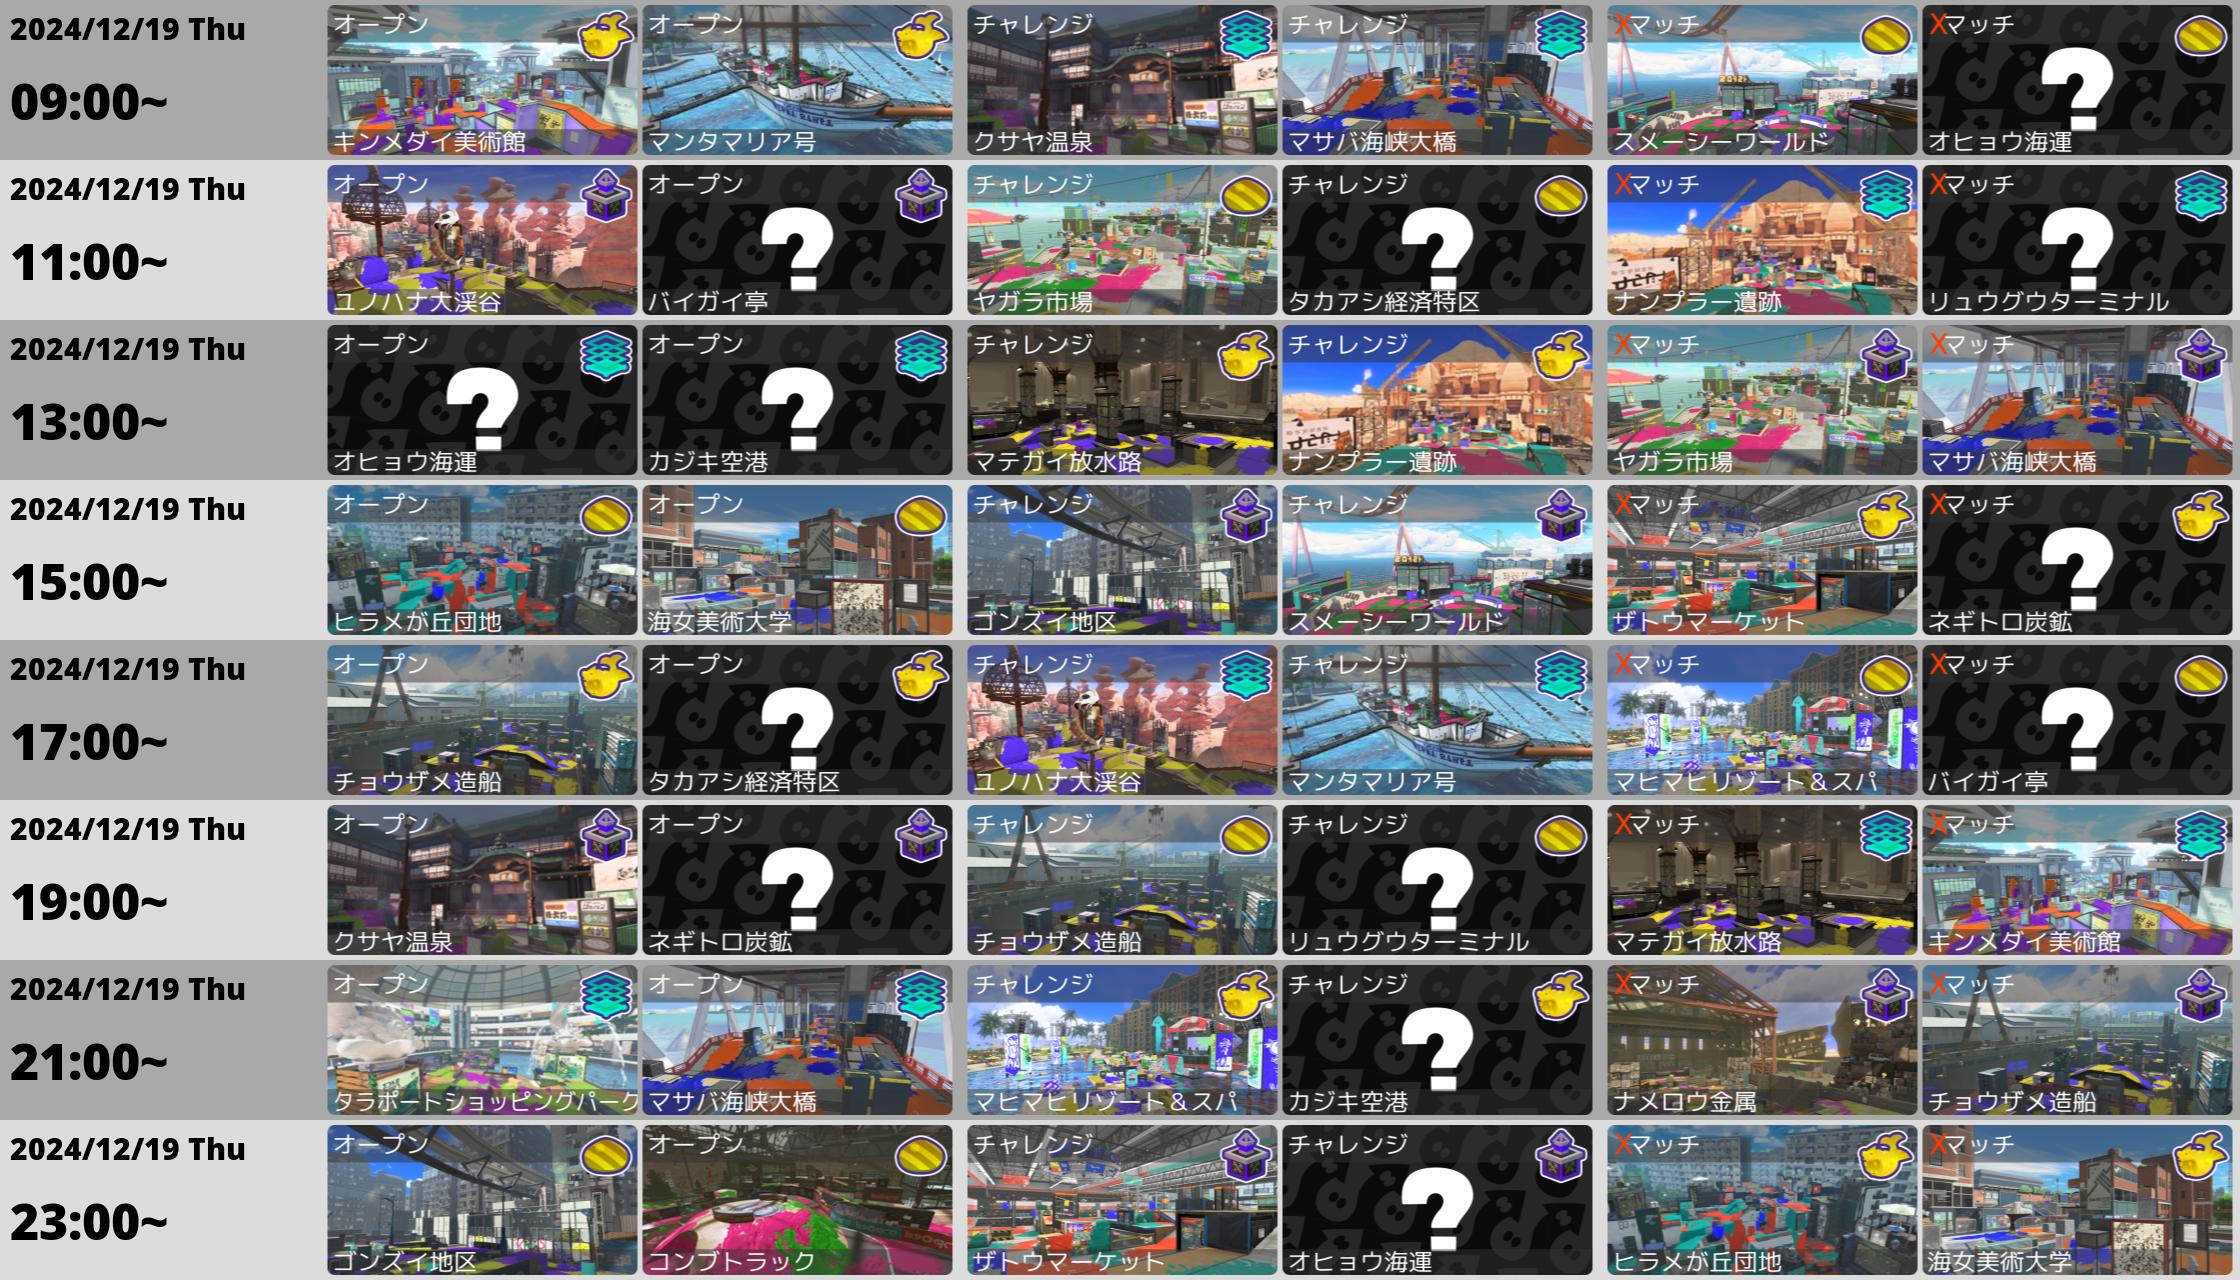 2024/12/19 Thu
09:00~
オープン
キンメダイ美術館
オープン
マンタマリア号
チャレンジ
クサヤ温泉
チャレンジ
マサバ海峡大橋
Xマッチ
スメーシーワールド
Xマッチ
オヒョウ海運
2024/12/19 Thu
11:00~
オープン
ユノハナ大渓谷
オープン
バイガイ亭
チャレンジ
ヤガラ市場
チャレンジ
タカアシ経済特区
Xマッチ
ナンプラー遺跡
Xマッチ
リュウグウターミナル
2024/12/19 Thu
13:00~
オープン
オヒョウ海運
オープン
カジキ空港
チャレンジ
マテガイ放水路
チャレンジ
ナンプラー遺跡
Xマッチ
ヤガラ市場
Xマッチ
マサバ海峡大橋
2024/12/19 Thu
15:00~
オープン
ヒラメが丘団地
オープン
海女美術大学
チャレンジ
ゴンズイ地区
チャレンジ
スメーシーワールド
Xマッチ
ザトウマーケット
Xマッチ
ネギトロ炭鉱
2024/12/19 Thu
17:00~
オープン
チョウザメ造船
オープン
タカアシ経済特区
チャレンジ
ユノハナ大渓谷
チャレンジ
マンタマリア号
Xマッチ
マヒマヒリゾート＆スパ
Xマッチ
バイガイ亭
2024/12/19 Thu
19:00~
オープン
クサヤ温泉
オープン
ネギトロ炭鉱
チャレンジ
チョウザメ造船
チャレンジ
リュウグウターミナル
Xマッチ
マテガイ放水路
Xマッチ
キンメダイ美術館
2024/12/19 Thu
21:00~
オープン
タラポートショッピングパーク
オープン
マサバ海峡大橋
チャレンジ
マヒマヒリゾート＆スパ
チャレンジ
カジキ空港
Xマッチ
ナメロウ金属
Xマッチ
チョウザメ造船
2024/12/19 Thu
23:00~
オープン
ゴンズイ地区
オープン
コンブトラック
チャレンジ
ザトウマーケット
チャレンジ
オヒョウ海運
Xマッチ
ヒラメが丘団地
Xマッチ
海女美術大学